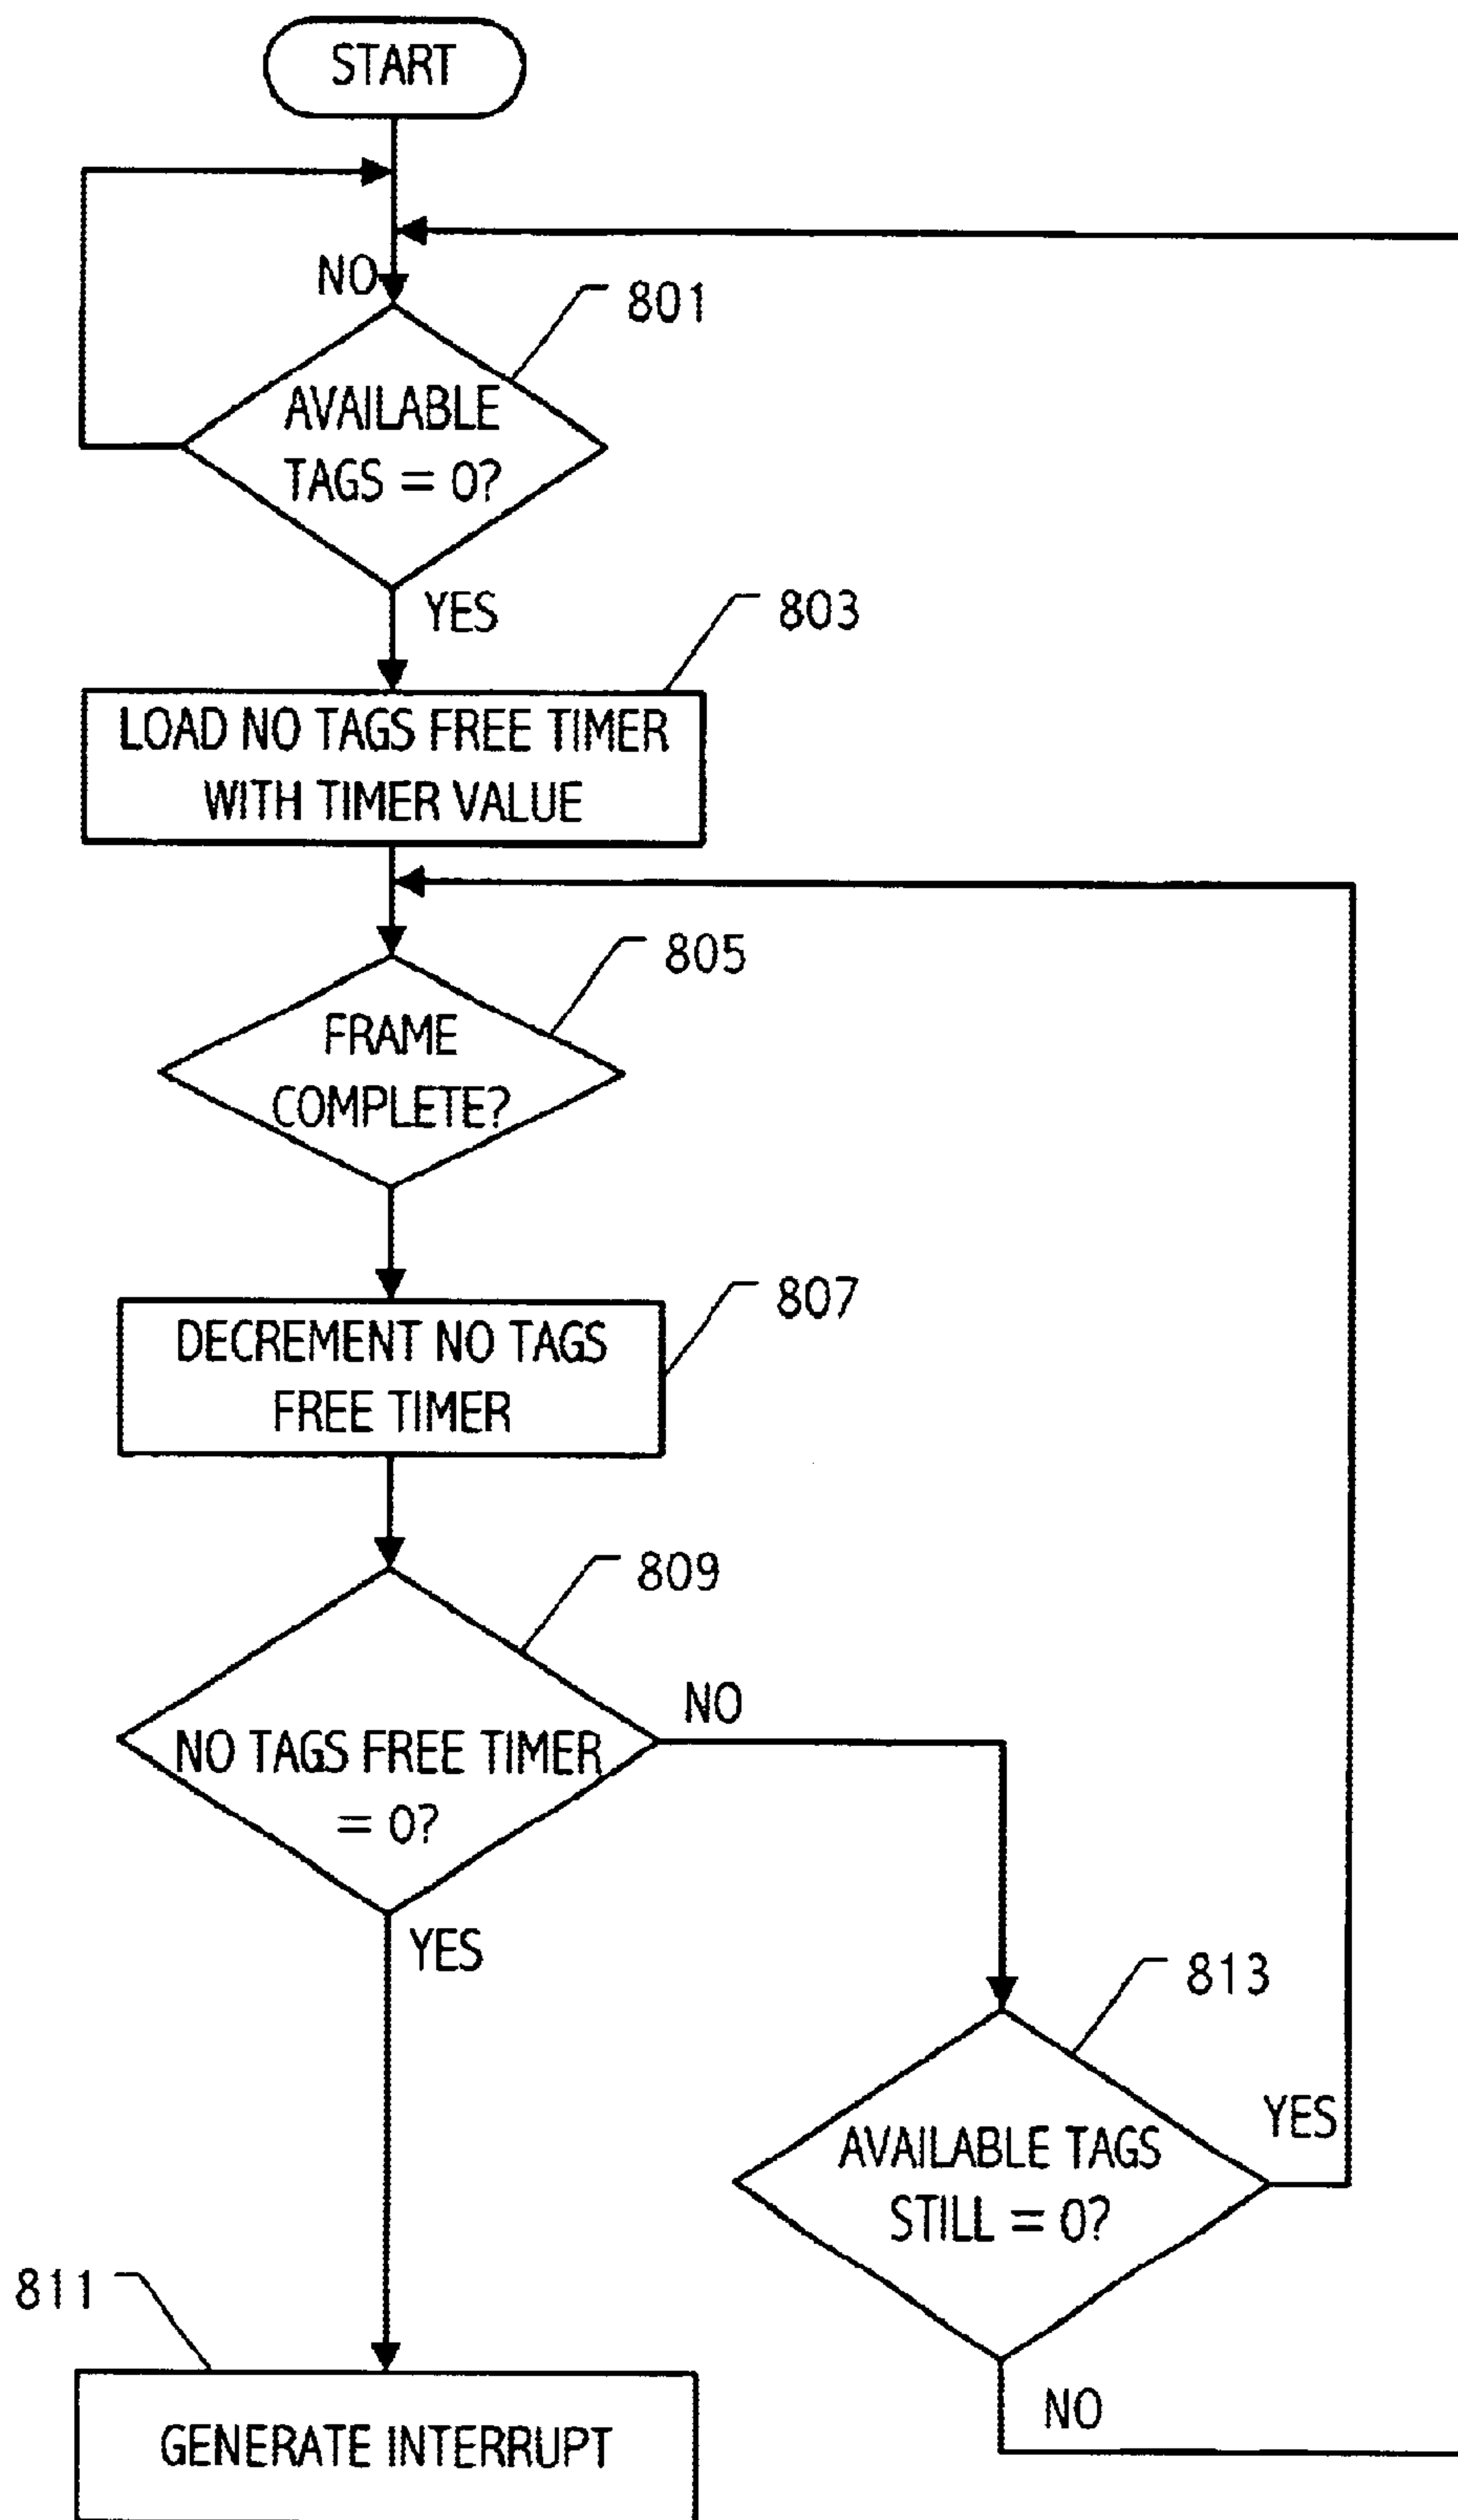 START
NO
801
AVAILABLE
TAGS = 0?
YES
803
LOAD NO TAGS FREE TIMER
WITH TIMER VALUE
805
FRAME
COMPLETE?
807
DECREMENT NO TAGS
FREE TIMER
809
NO
NO TAGS FREE TIMER
= 0?
YES
813
YES
AVAILABLE TAGS
STILL = 0?
811
NO
GENERATE INTERRUPT